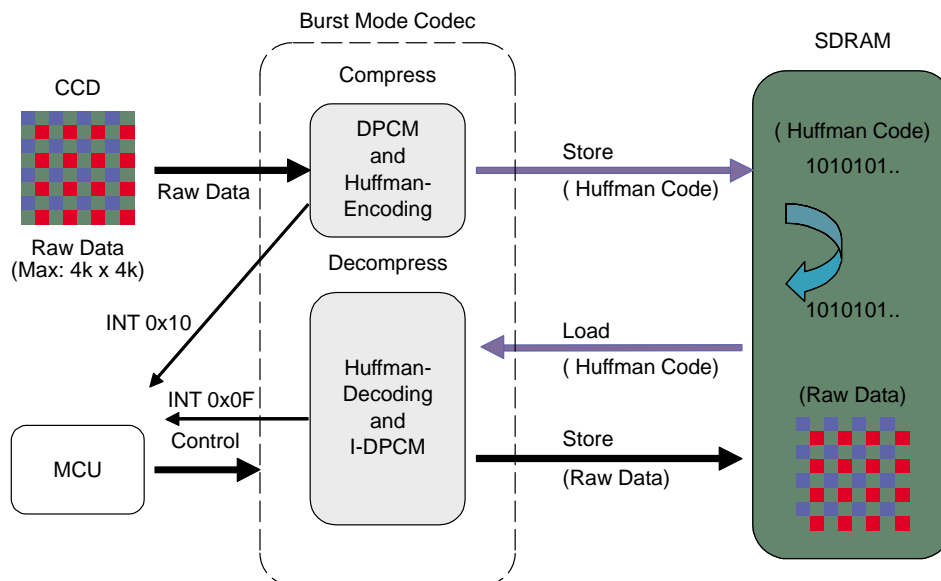 Burst Mode Codec
SDRAM
Compress
CCD
DPCM
and
Huffman-
Encoding
( Huffman Code)
1010101..
Store
( Huffman Code)
Raw Data
Raw Data
(Max: 4k x 4k)
Decompress
INT 0x10
1010101..
Load
( Huffman Code)
Huffman-
Decoding
and
I-DPCM
INT 0x0F
(Raw Data)
Control
Store
(Raw Data)
MCU